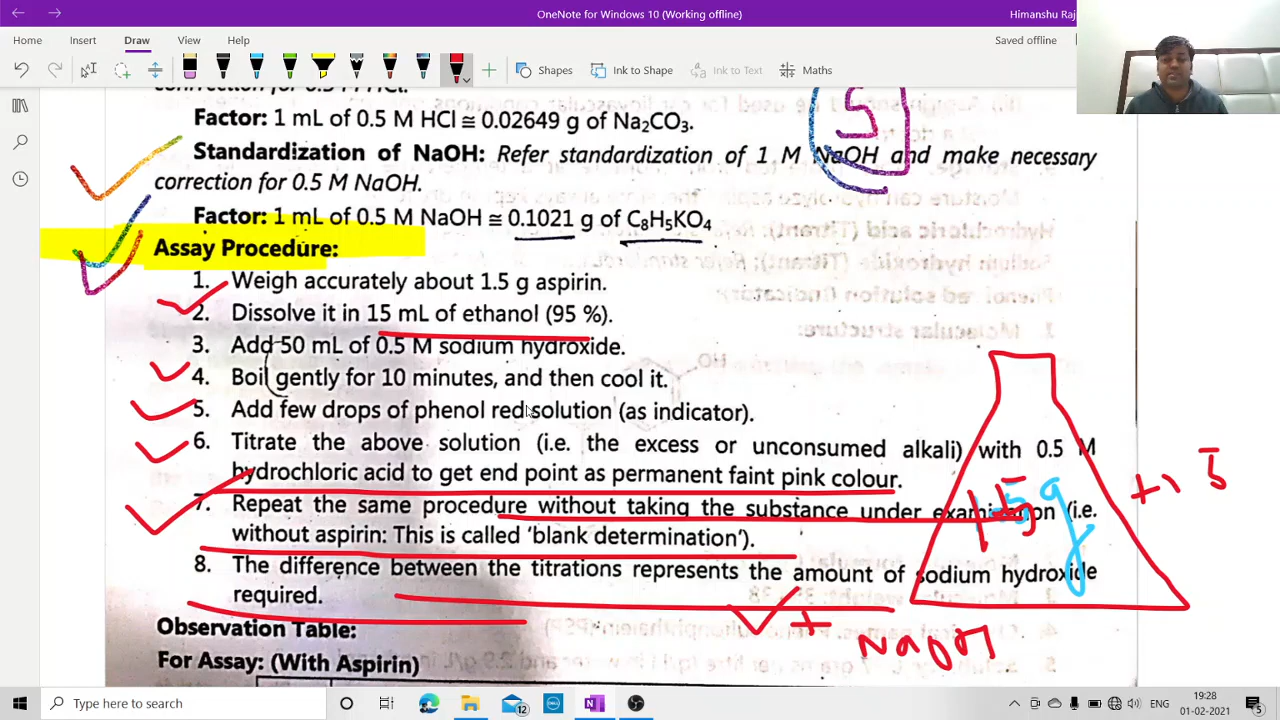 OneNote for Windows 10 (Working offline)
Himanshu Raj
Home Insert Draw View Help
Saved offline
Shapes Ink to Shape Ink to Text Maths
correction for 0.5 M HCl.
Factor: 1 mL of 0.5 M HCl ≅ 0.02649 g of Na₂CO₃.
5
Standardization of NaOH: Refer standardization of 1 M NaOH and make necessary
correction for 0.5 M NaOH.
Factor: 1 mL of 0.5 M NaOH ≅ 0.1021 g of C₈H₅KO₄
Assay Procedure:
1. Weigh accurately about 1.5 g aspirin.
2. Dissolve it in 15 mL of ethanol (95 %).
3. Add 50 mL of 0.5 M sodium hydroxide.
4. Boil gently for 10 minutes, and then cool it.
5. Add few drops of phenol red solution (as indicator).
6. Titrate the above solution (i.e. the excess or unconsumed alkali) with 0.5 M
hydrochloric acid to get end point as permanent faint pink colour.
7. Repeat the same procedure without taking the substance under examination (i.e.
without aspirin: This is called 'blank determination').
8. The difference between the titrations represents the amount of sodium hydroxide
required.
+ NaOH
Observation Table:
For Assay: (With Aspirin)
Type here to search
12
19:28
01-02-2021
5